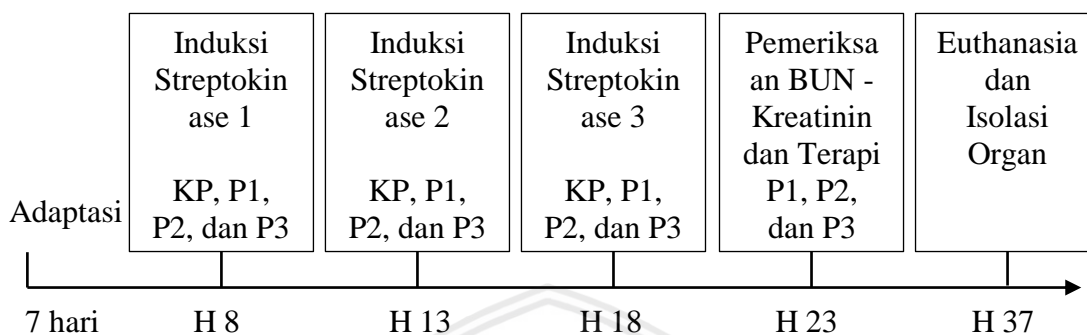 Induksi
Streptokin
ase 1
KP, P1,
P2, dan P3
Induksi
Streptokin
ase 2
KP, P1,
P2, dan P3
Induksi
Streptokin
ase 3
KP, P1,
P2, dan P3
Pemeriksa
an BUN -
Kreatinin
dan Terapi
P1, P2,
dan P3
Euthanasia
dan
Isolasi
Organ
Adaptasi
7 hari
H 8
H 13
H 18
H 23
H 37